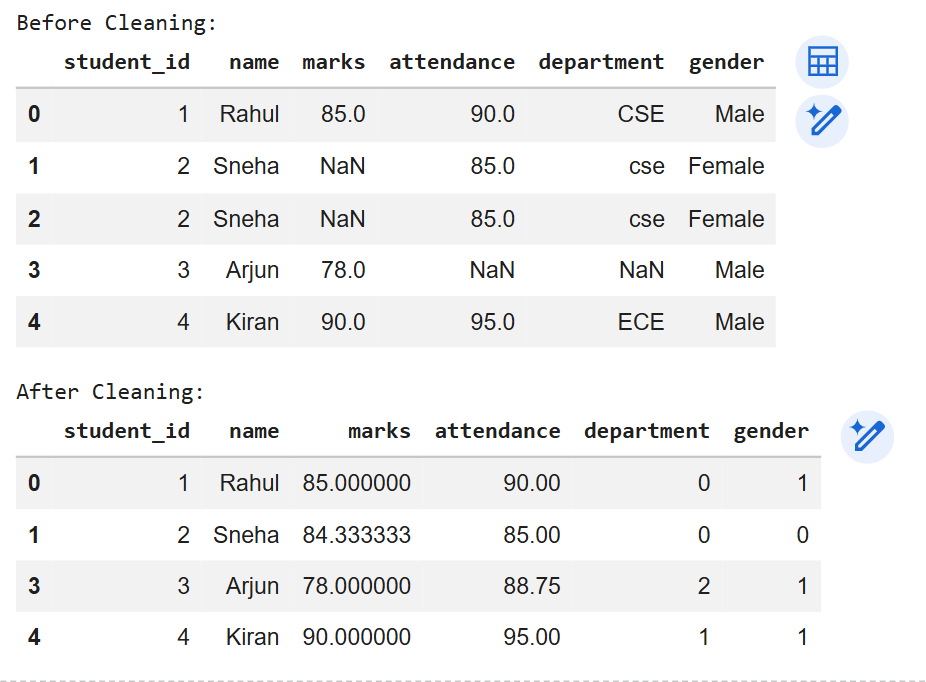 Before Cleaning:
student_id name marks attendance department gender
0 1 Rahul 85.0 90.0 CSE Male
1 2 Sneha NaN 85.0 cse Female
2 2 Sneha NaN 85.0 cse Female
3 3 Arjun 78.0 NaN NaN Male
4 4 Kiran 90.0 95.0 ECE Male
After Cleaning:
student_id name marks attendance department gender
0 1 Rahul 85.000000 90.00 0 1
1 2 Sneha 84.333333 85.00 0 0
3 3 Arjun 78.000000 88.75 2 1
4 4 Kiran 90.000000 95.00 1 1